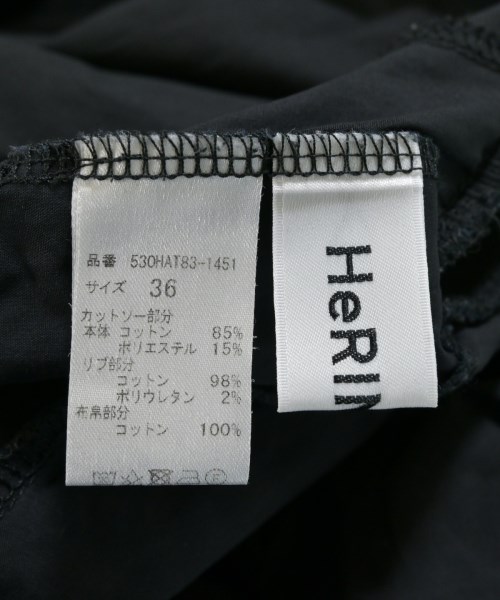 品番 530HAT83-1451
サイズ 36
カットソー部分
本体 コットン 85%
ポリエステル 15%
リブ部分
コットン 98%
ポリウレタン 2%
布帛部分
コットン 100%
HeRIN